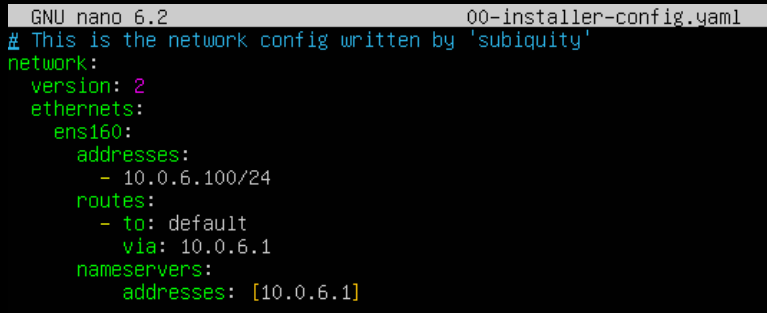 GNU nano 6.2 00-installer-config.yaml
# This is the network config written by 'subiquity'
network:
  version: 2
  ethernets:
    ens160:
      addresses:
        - 10.0.6.100/24
      routes:
        - to: default
          via: 10.0.6.1
      nameservers:
          addresses: [10.0.6.1]